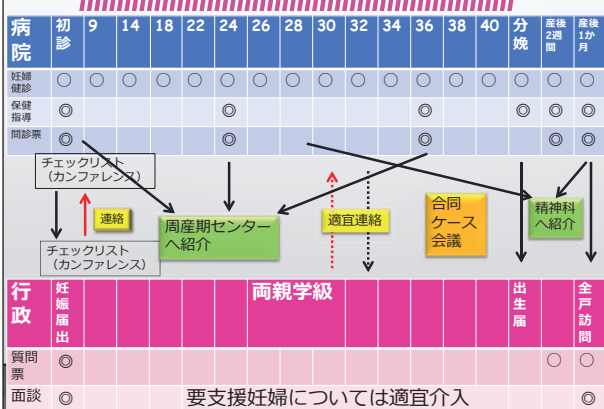 病院 初診 9 14 18 22 24 26 28 30 32 34 36 38 40 分娩 産後2週間 産後1か月
妊婦健診 ○ ○ ○ ○ ○ ○ ○ ○ ○ ○ ○ ○ ○ ○ ○ ○ ○
保健指導 ◎ ◎ ◎ ◎ ◎ ◎
問診票 ◎ ◎ ◎ ◎ ◎
チェックリスト
（カンファレンス）
連絡
周産期センター
へ紹介
適宜連絡
合同
ケース
会議
精神科
へ紹介
チェックリスト
（カンファレンス）
行政 妊娠届出 両親学級 出生届 全戸訪問
質問票 ◎ ○ ○
面談 ◎ 要支援妊婦については適宜介入 ◎